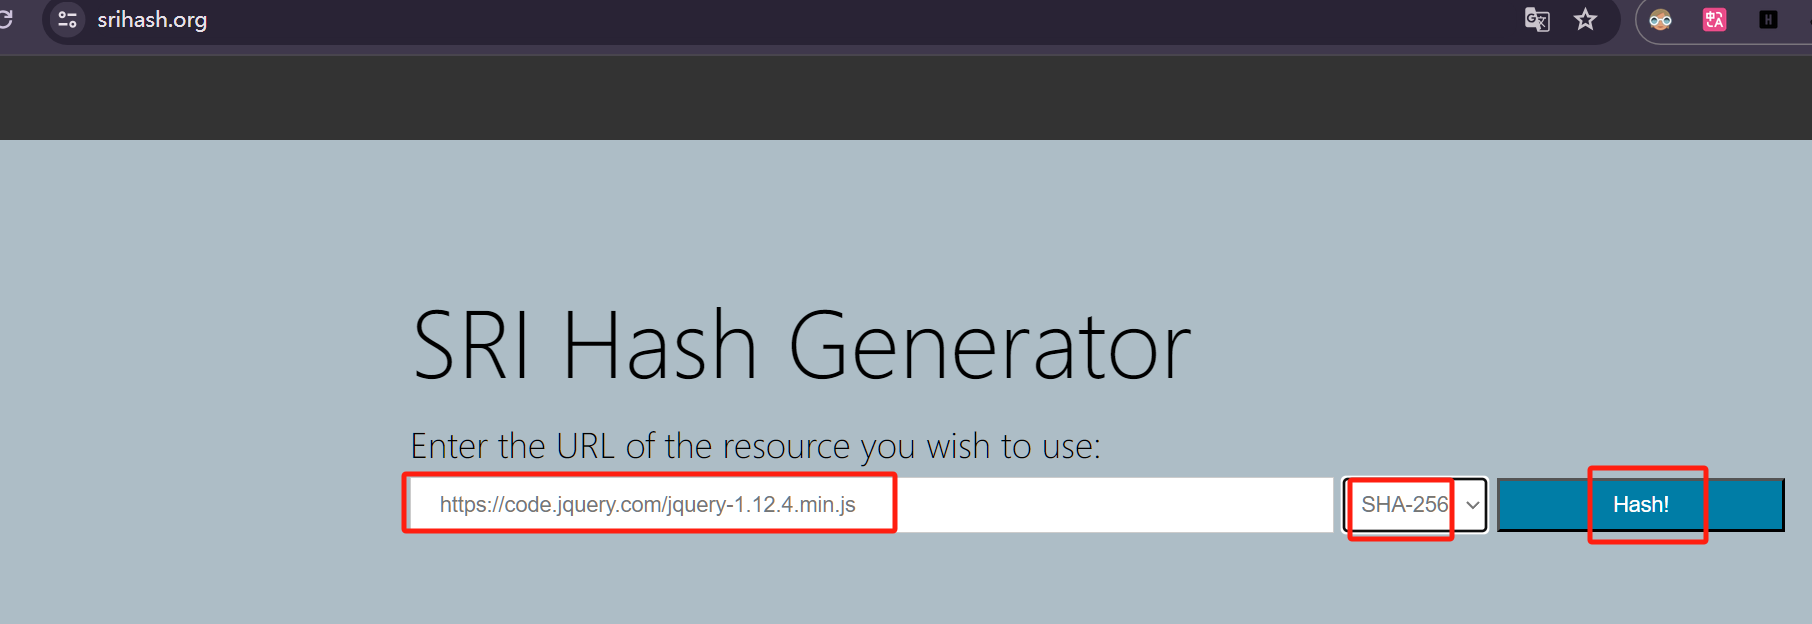 srihash.org
SRI Hash Generator
Enter the URL of the resource you wish to use:
https://code.jquery.com/jquery-1.12.4.min.js SHA-256 Hash!